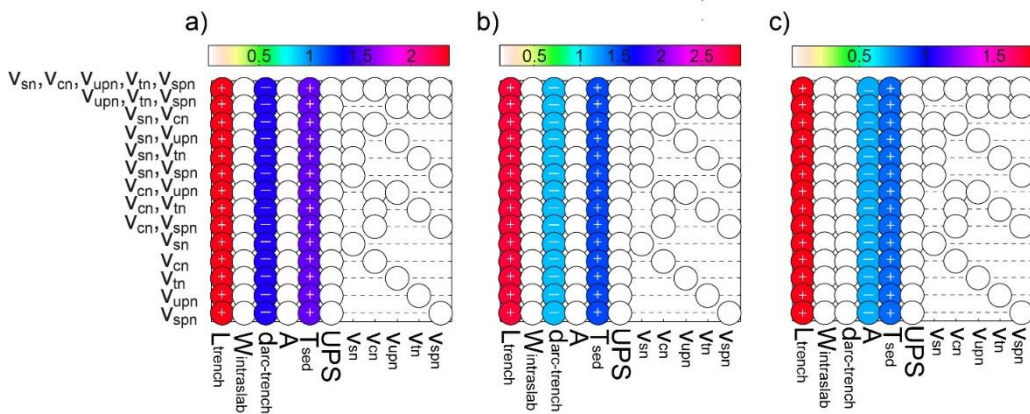 a)
b)
c)
0.5 1 1.5 2
0.5 1 1.5 2 2.5
0.5 1 1.5
Vsn,Vcn,Vupn,Vtn,Vspn
Vupn,Vtn,Vspn
Vsn,Vcn
Vsn,Vupn
Vsn,Vtn
Vsn,Vspn
Vcn,Vupn
Vcn,Vtn
Vcn,Vspn
Vsn
Vcn
Vtn
Vupn
Vspn
Ltrench
Wintraslab
darc-trench
A
Tsed
UPS
Vsn
Vcn
Vupn
Vtn
Vspn
Ltrench
Wintraslab
darc-trench
A
Tsed
UPS
Vsn
Vcn
Vupn
Vtn
Vspn
Ltrench
Wintraslab
darc-trench
A
Tsed
UPS
Vsn
Vcn
Vupn
Vtn
Vspn